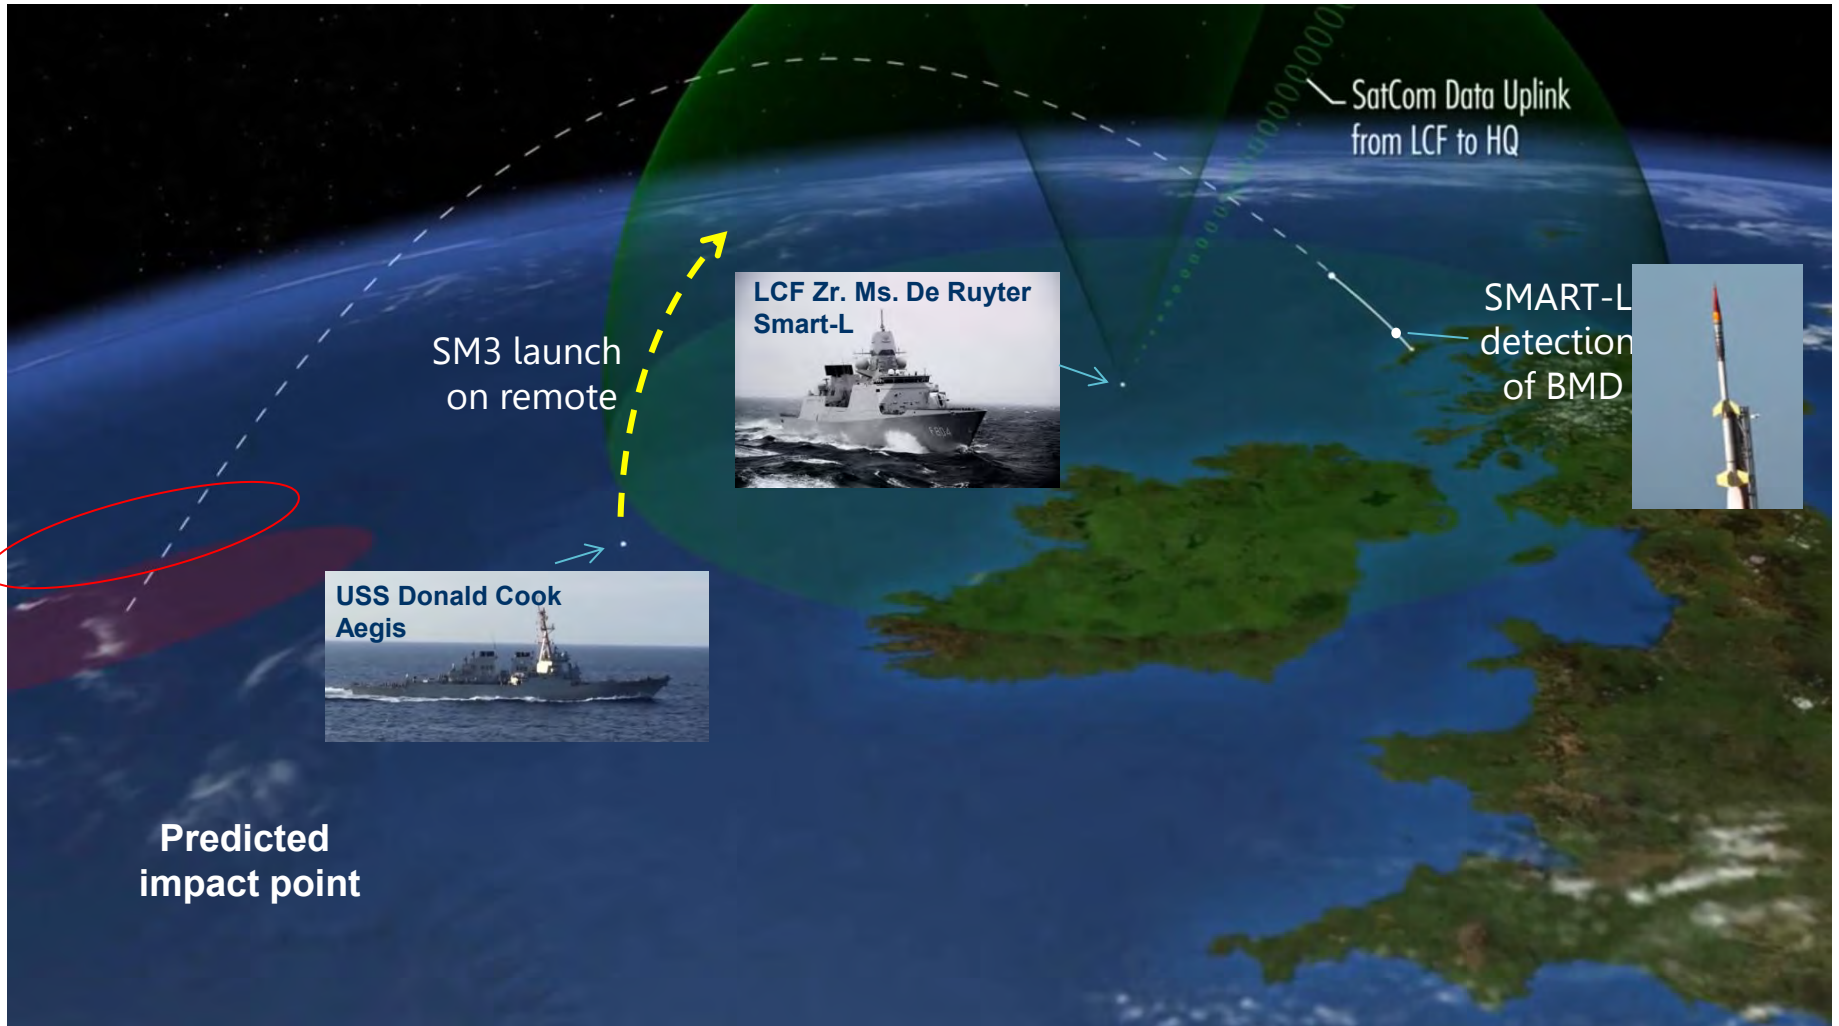 SatCom Data Uplink
from LCF to HQ
LCF Zr. Ms. De Ruyter
Smart-L
F804
SMART-L
detection
of BMD
SM3 launch
on remote
USS Donald Cook
Aegis
Predicted
impact point